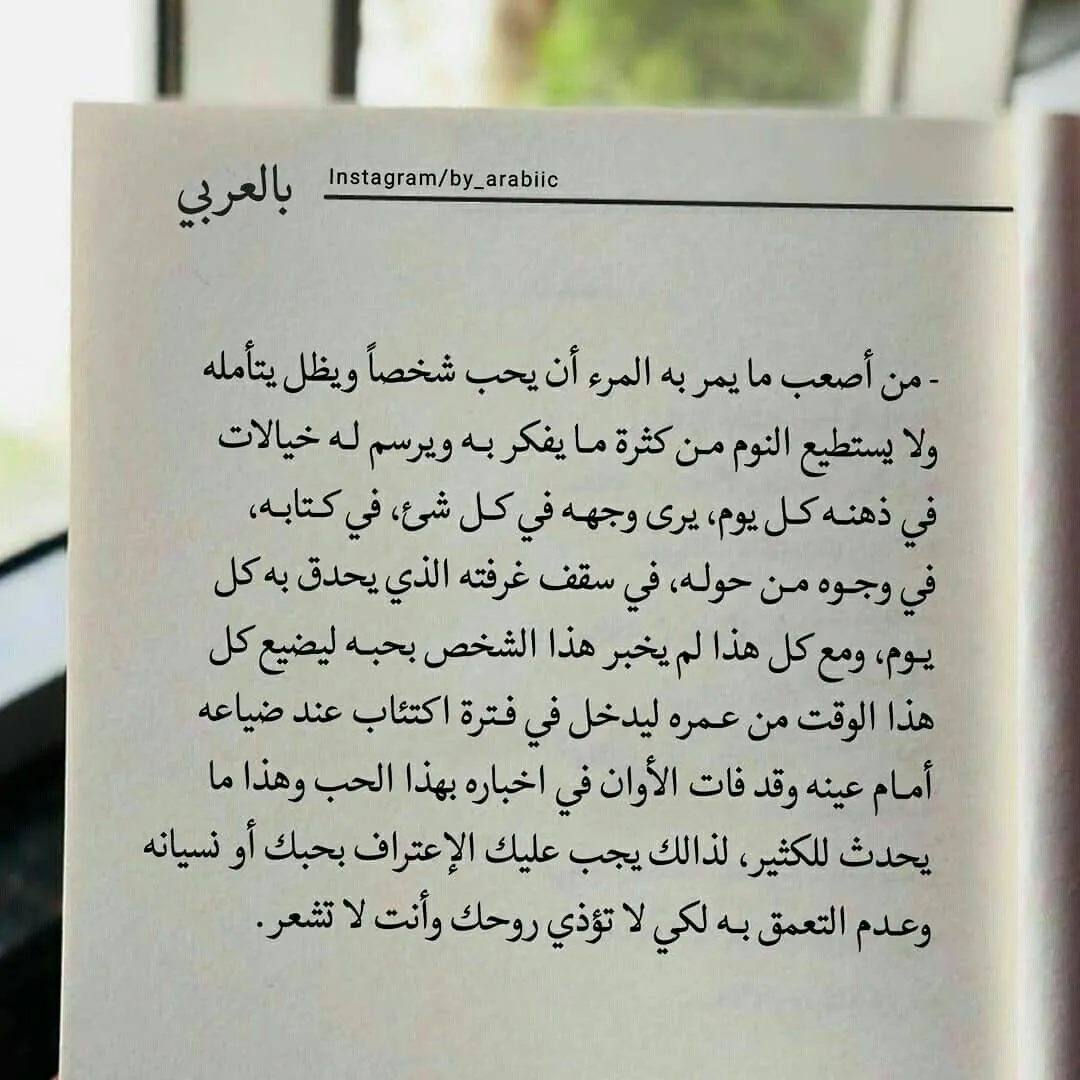 بالعربي
Instagram/by_arabiic
- من أصعب ما يمر به المرء أن يحب شخصاً ويظل يتأمله
ولا يستطيع النوم من كثرة ما يفكر به ويرسم له خيالات
في ذهنه كل يوم، يرى وجهه في كل شئ، في كتابه،
في وجوه من حوله، في سقف غرفته الذي يحدق به كل
يوم، ومع كل هذا لم يخبر هذا الشخص بحبه ليضيع كل
هذا الوقت من عمره ليدخل في فترة اكتئاب عند ضياعه
أمام عينه وقد فات الأوان في اخباره بهذا الحب وهذا ما
يحدث للكثير، لذالك يجب عليك الإعتراف بحبك أو نسيانه
وعدم التعمق به لكي لا تؤذي روحك وأنت لا تشعر.